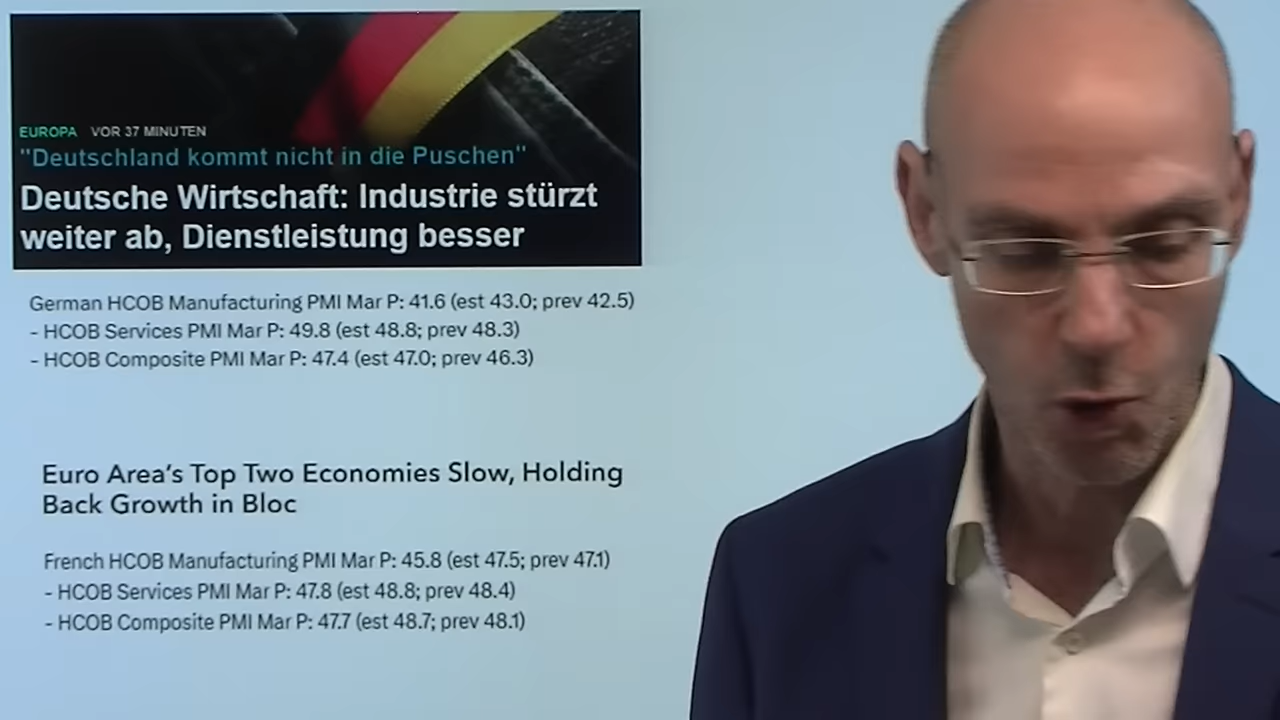 EUROPA VOR 37 MINUTEN
"Deutschland kommt nicht in die Puschen"
Deutsche Wirtschaft: Industrie stürzt
weiter ab, Dienstleistung besser
German HCOB Manufacturing PMI Mar P: 41.6 (est 43.0; prev 42.5)
- HCOB Services PMI Mar P: 49.8 (est 48.8; prev 48.3)
- HCOB Composite PMI Mar P: 47.4 (est 47.0; prev 46.3)
Euro Area's Top Two Economies Slow, Holding
Back Growth in Bloc
French HCOB Manufacturing PMI Mar P: 45.8 (est 47.5; prev 47.1)
- HCOB Services PMI Mar P: 47.8 (est 48.8; prev 48.4)
- HCOB Composite PMI Mar P: 47.7 (est 48.7; prev 48.1)